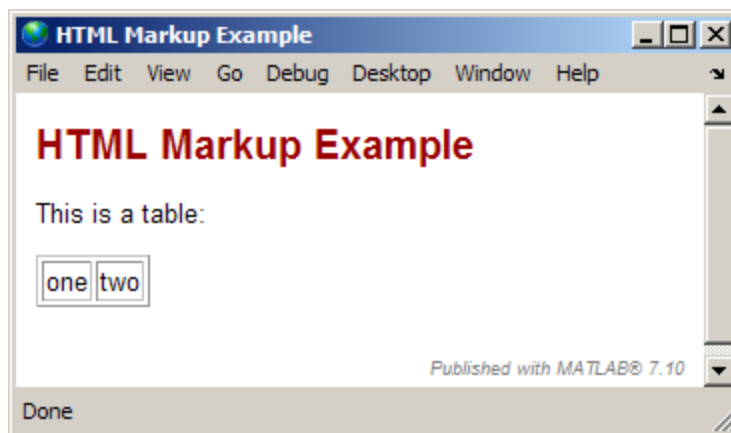 HTML Markup Example
File Edit View Go Debug Desktop Window Help
HTML Markup Example
This is a table:
one two
Published with MATLAB® 7.10
Done